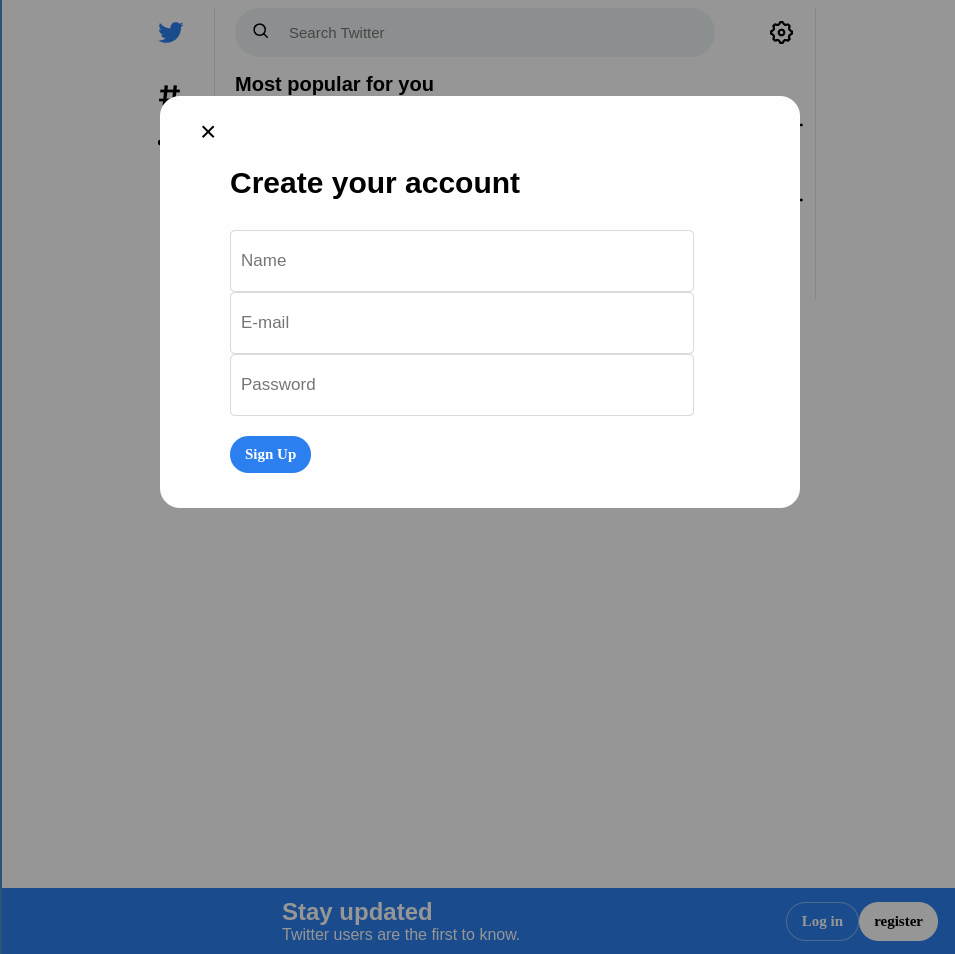 Search Twitter
Most popular for you
#
Create your account
Name
E-mail
Password
Sign Up
Stay updated
Twitter users are the first to know.
Log in
register